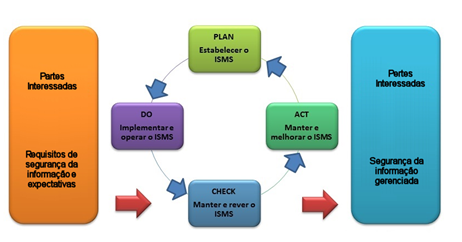 Partes
Interessadas
Requisitos de
segurança da
informação e
expectativas
PLAN
Estabelecer o
ISMS
DO
Implementar e
operar o ISMS
ACT
Manter e
melhorar o ISMS
CHECK
Manter e rever o
ISMS
Partes
Interessadas
Segurança da
informação
gerenciada